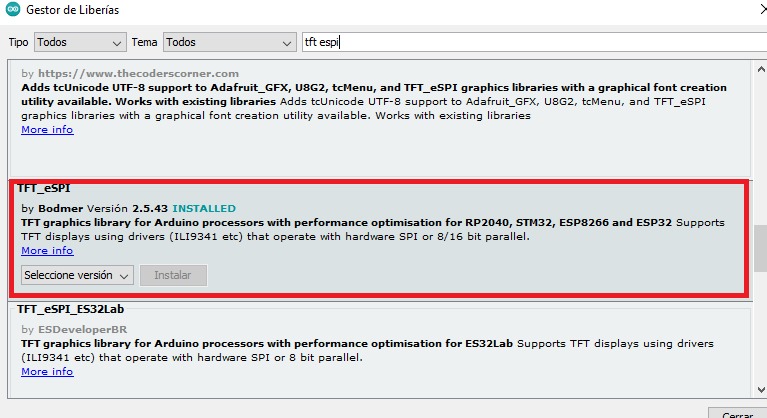 Gestor de Liberías
Tipo Todos Tema Todos tft espi
by https://www.thecoderscorner.com
Adds tcUnicode UTF-8 support to Adafruit_GFX, U8G2, tcMenu, and TFT_eSPI graphics libraries with a graphical font creation
utility available. Works with existing libraries Adds tcUnicode UTF-8 support to Adafruit_GFX, U8G2, tcMenu, and TFT_eSPI
graphics libraries with a graphical font creation utility available. Works with existing libraries
More info
TFT_eSPI
by Bodmer Versión 2.5.43 INSTALLED
TFT graphics library for Arduino processors with performance optimisation for RP2040, STM32, ESP8266 and ESP32 Supports
TFT displays using drivers (ILI9341 etc) that operate with hardware SPI or 8/16 bit parallel.
More info
Seleccione versión Instalar
TFT_eSPI_ES32Lab
by ESDeveloperBR
TFT graphics library for Arduino processors with performance optimisation for ES32Lab Supports TFT displays using drivers
(ILI9341 etc) that operate with hardware SPI or 8 bit parallel.
More info
Cerrar